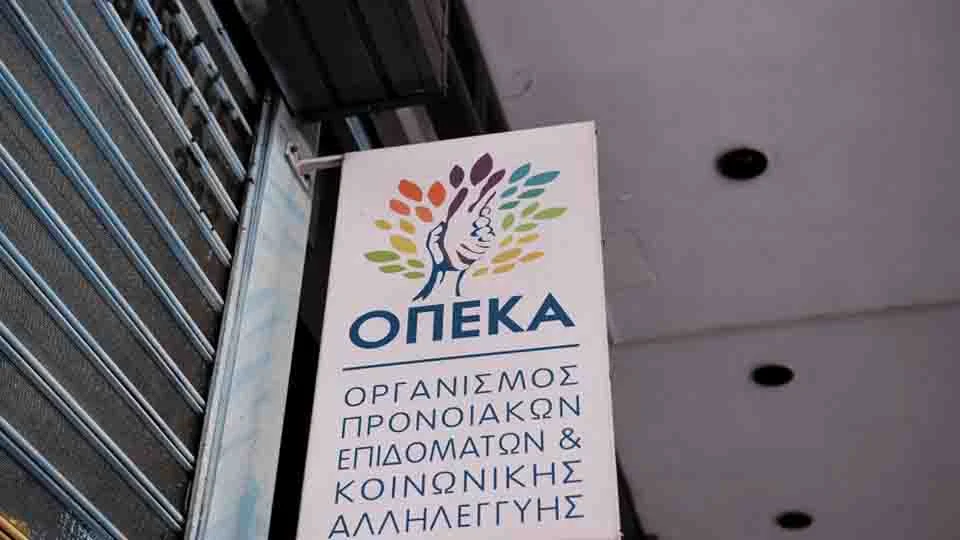 ΟΠΕΚΑ
ΟΡΓΑΝΙΣΜΟΣ
ΠΡΟΝΟΙΑΚΩΝ
ΕΠΙΔΟΜΑΤΩΝ &
ΚΟΙΝΩΝΙΚΗΣ
ΑΛΛΗΛΕΓΓΥΗΣ